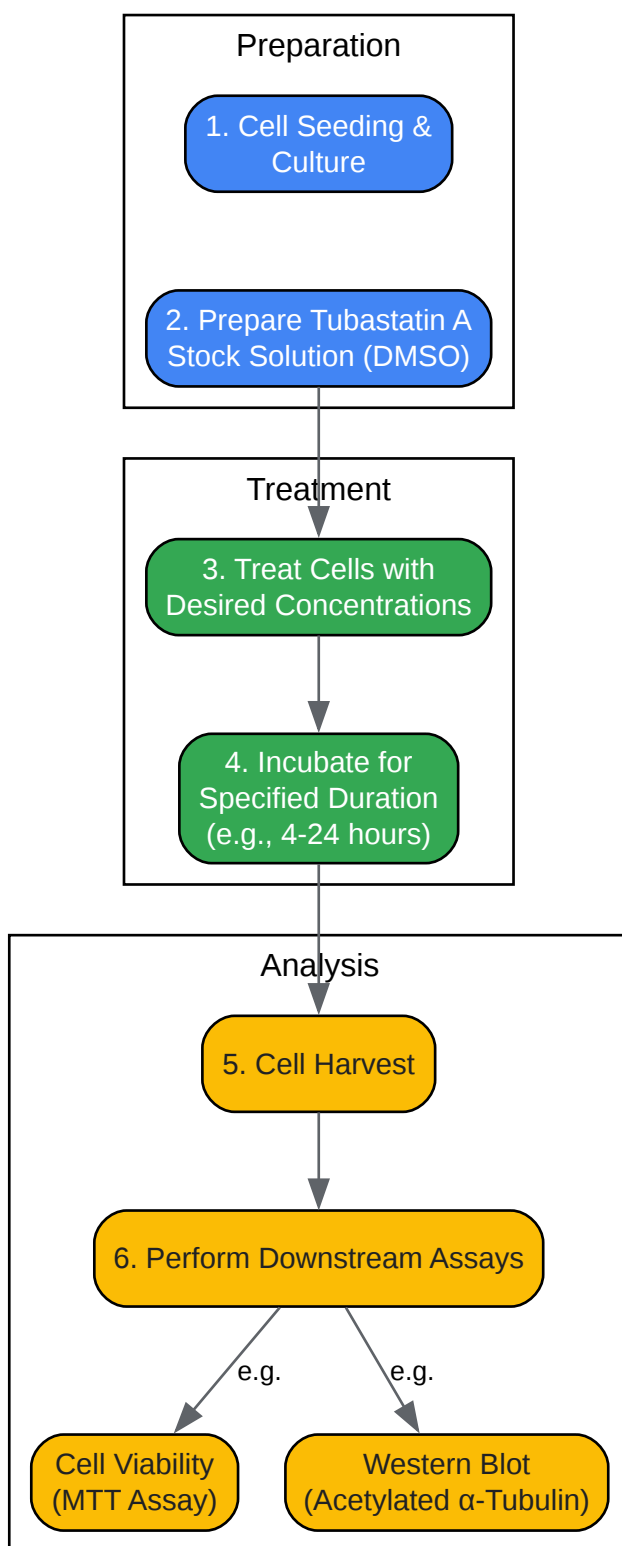 Preparation
1. Cell Seeding &
Culture
2. Prepare Tubastatin A
Stock Solution (DMSO)
Treatment
3. Treat Cells with
Desired Concentrations
4. Incubate for
Specified Duration
(e.g., 4-24 hours)
Analysis
5. Cell Harvest
6. Perform Downstream Assays
e.g.
e.g.
Cell Viability
(MTT Assay)
Western Blot
(Acetylated α-Tubulin)